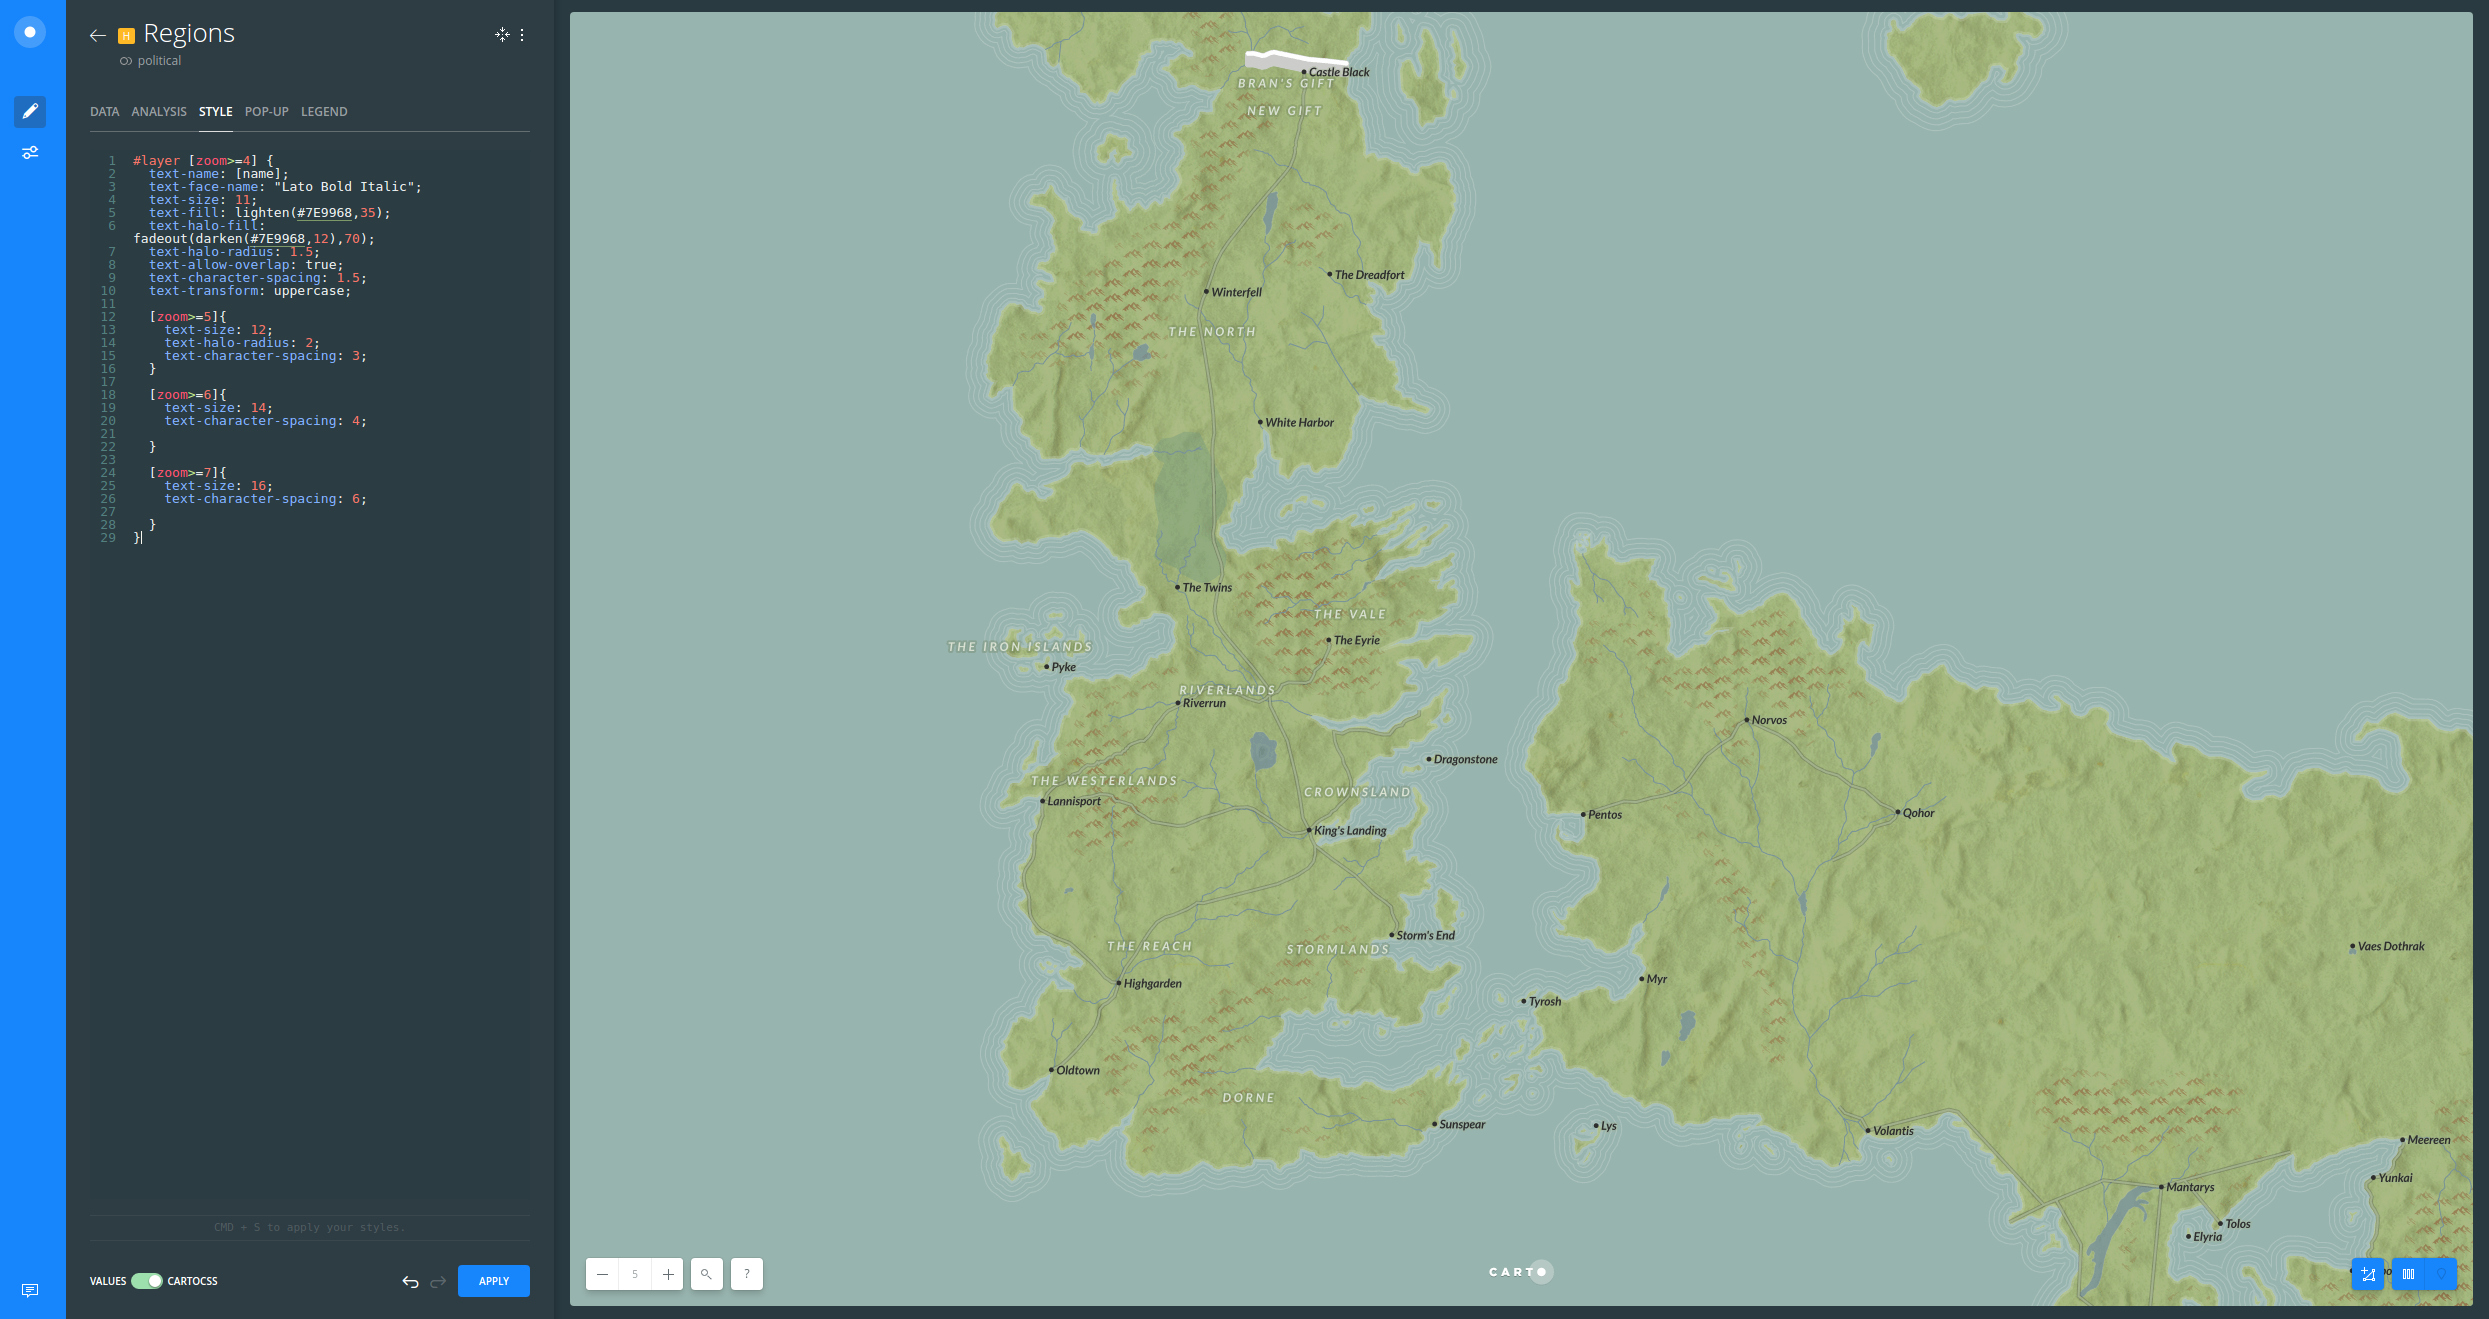 H Regions
political
DATA ANALYSIS STYLE POP-UP LEGEND
1 #layer [zoom>=4] {
2 text-name: [name];
3 text-face-name: "Lato Bold Italic";
4 text-size: 11;
5 text-fill: lighten(#7E9968,35);
6 text-halo-fill:
fadeout(darken(#7E9968,12),70);
7 text-halo-radius: 1.5;
8 text-allow-overlap: true;
9 text-character-spacing: 1.5;
10 text-transform: uppercase;
11
12 [zoom>=5]{
13 text-size: 12;
14 text-halo-radius: 2;
15 text-character-spacing: 3;
16 }
17
18 [zoom>=6]{
19 text-size: 14;
20 text-character-spacing: 4;
21
22 }
23
24 [zoom>=7]{
25 text-size: 16;
26 text-character-spacing: 6;
27
28 }
29 }
CMD + S to apply your styles.
VALUES CARTOCSS
APPLY
Castle Black
BRAN'S GIFT
NEW GIFT
The Dreadfort
Winterfell
THE NORTH
White Harbor
The Twins
THE VALE
The Eyrie
THE IRON ISLANDS
Pyke
RIVERLANDS
Riverrun
Norvos
Dragonstone
THE WESTERLANDS
CROWNSLAND
Lannisport
Pentos
Qohor
King's Landing
Storm's End
THE REACH
STORMLANDS
Vaes Dothrak
Myr
Highgarden
Tyrosh
Oldtown
DORNE
Sunspear
Lys
Volantis
Meereen
Yunkai
Mantarys
Tolos
Elyria
5
?
CARTO